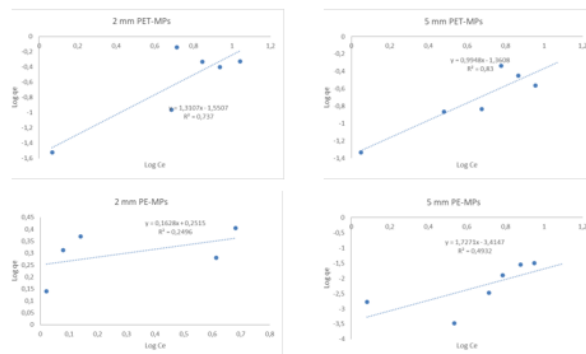 2 mm PET-MPs
0 0,2 0,4 0,6 0,8 1 1,2
0
-0,2
-0,4
-0,6
-0,8
-1
-1,2
-1,4
-1,6
Log qe
y = 1,3107x - 1,5507
R² = 0,737
Log Ce
5 mm PET-MPs
0 0,2 0,4 0,6 0,8 1 1,2
0
-0,2
-0,4
-0,6
-0,8
-1
-1,2
-1,4
Log qe
y = 0,9948x - 1,3608
R² = 0,83
Log Ce
2 mm PE-MPs
0,45
0,4
0,35
0,3
0,25
0,2
0,15
0,1
0,05
0
0 0,1 0,2 0,3 0,4 0,5 0,6 0,7 0,8
Log qe
y = 0,1628x + 0,2515
R² = 0,2496
Log Ce
5 mm PE-MPs
0 0,2 0,4 0,6 0,8 1 1,2
0
-0,5
-1
-1,5
-2
-2,5
-3
-3,5
-4
Log qe
y = 1,7273x - 3,4147
R² = 0,4932
Log Ce